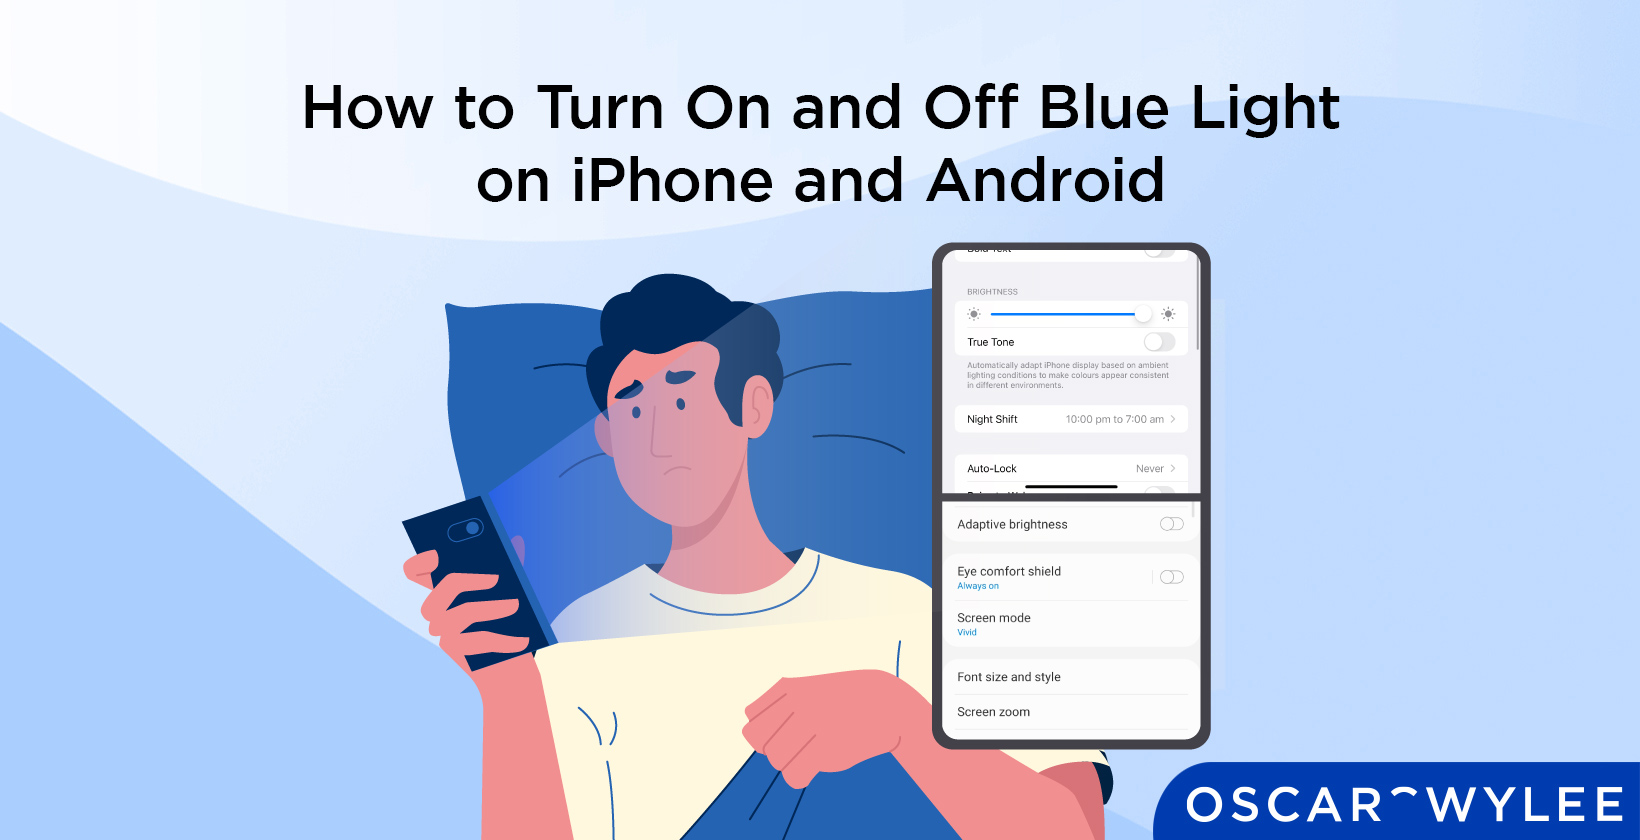 How to Turn On and Off Blue Light
on iPhone and Android
BRIGHTNESS
True Tone
Automatically adapt iPhone display based on ambient
lighting conditions to make colours appear consistent
in different environments.
Night Shift 10:00 pm to 7:00 am
Auto-Lock Never
Adaptive brightness
Eye comfort shield
Always on
Screen mode
Vivid
Font size and style
Screen zoom
OSCAR WYLEE